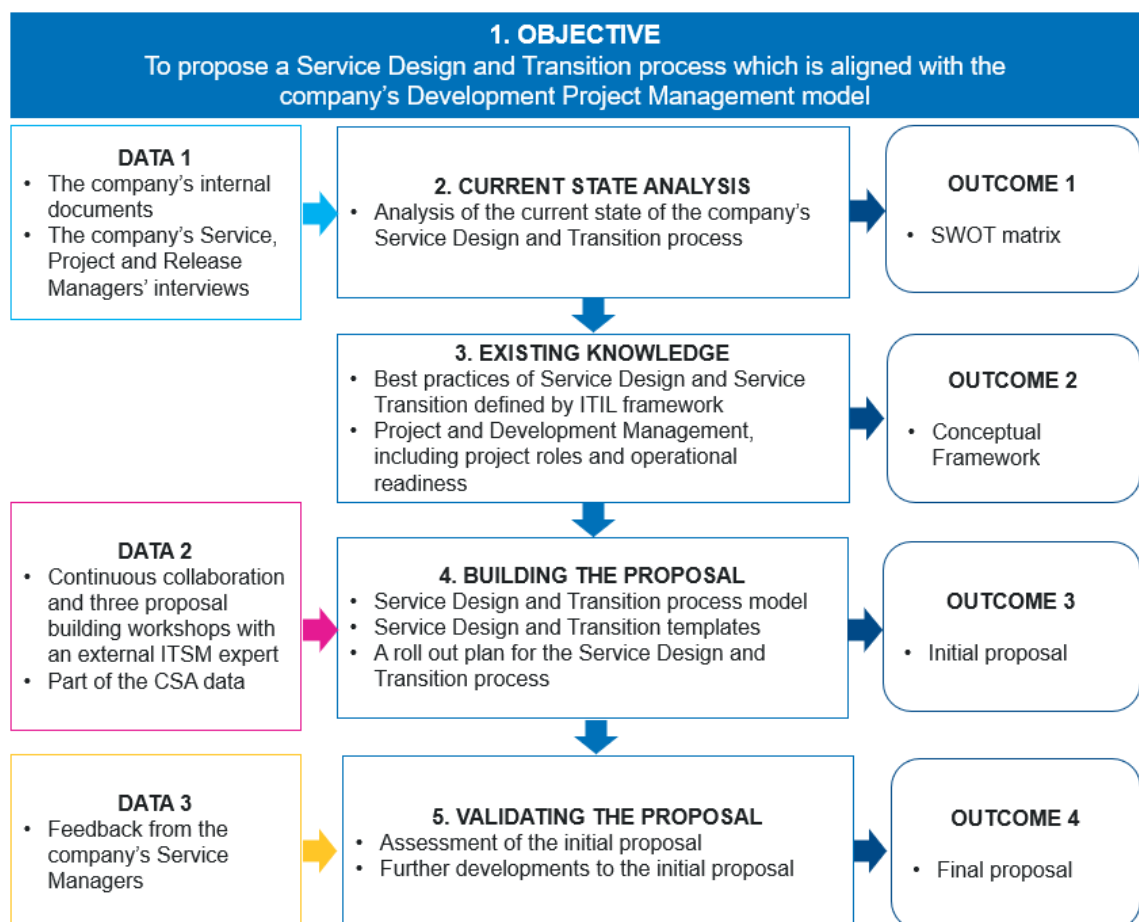 1. OBJECTIVE
To propose a Service Design and Transition process which is aligned with the
company's Development Project Management model
DATA 1
• The company's internal
documents
• The company's Service,
Project and Release
Managers' interviews
2. CURRENT STATE ANALYSIS
• Analysis of the current state of the company's
Service Design and Transition process
OUTCOME 1
• SWOT matrix
3. EXISTING KNOWLEDGE
• Best practices of Service Design and Service
Transition defined by ITIL framework
• Project and Development Management,
including project roles and operational
readiness
OUTCOME 2
• Conceptual
Framework
DATA 2
• Continuous collaboration
and three proposal
building workshops with
an external ITSM expert
• Part of the CSA data
4. BUILDING THE PROPOSAL
• Service Design and Transition process model
• Service Design and Transition templates
• A roll out plan for the Service Design and
Transition process
OUTCOME 3
• Initial proposal
DATA 3
• Feedback from the
company's Service
Managers
5. VALIDATING THE PROPOSAL
• Assessment of the initial proposal
• Further developments to the initial proposal
OUTCOME 4
• Final proposal